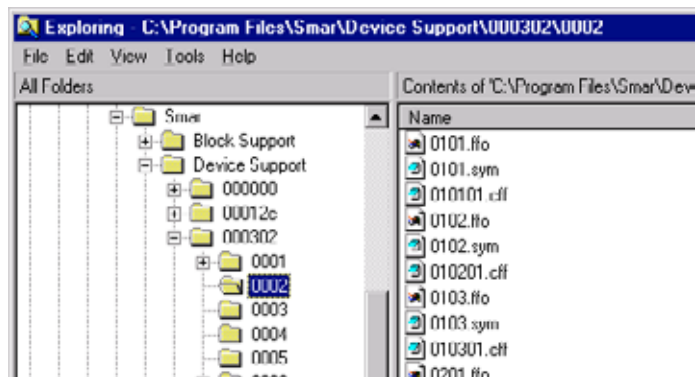 Exploring - C:\Program Files\Smar\Device Support\000302\0002
File Edit View Tools Help
All Folders
Contents of 'C:\Program Files\Smar\Dev
Smar
Block Support
Device Support
000000
00012c
000302
0001
0002
0003
0004
0005
Name
0101.ffo
0101.sym
010101.cff
0102.ffo
0102.sym
010201.cff
0103.ffo
0103.sym
010301.cff
0201.ffo